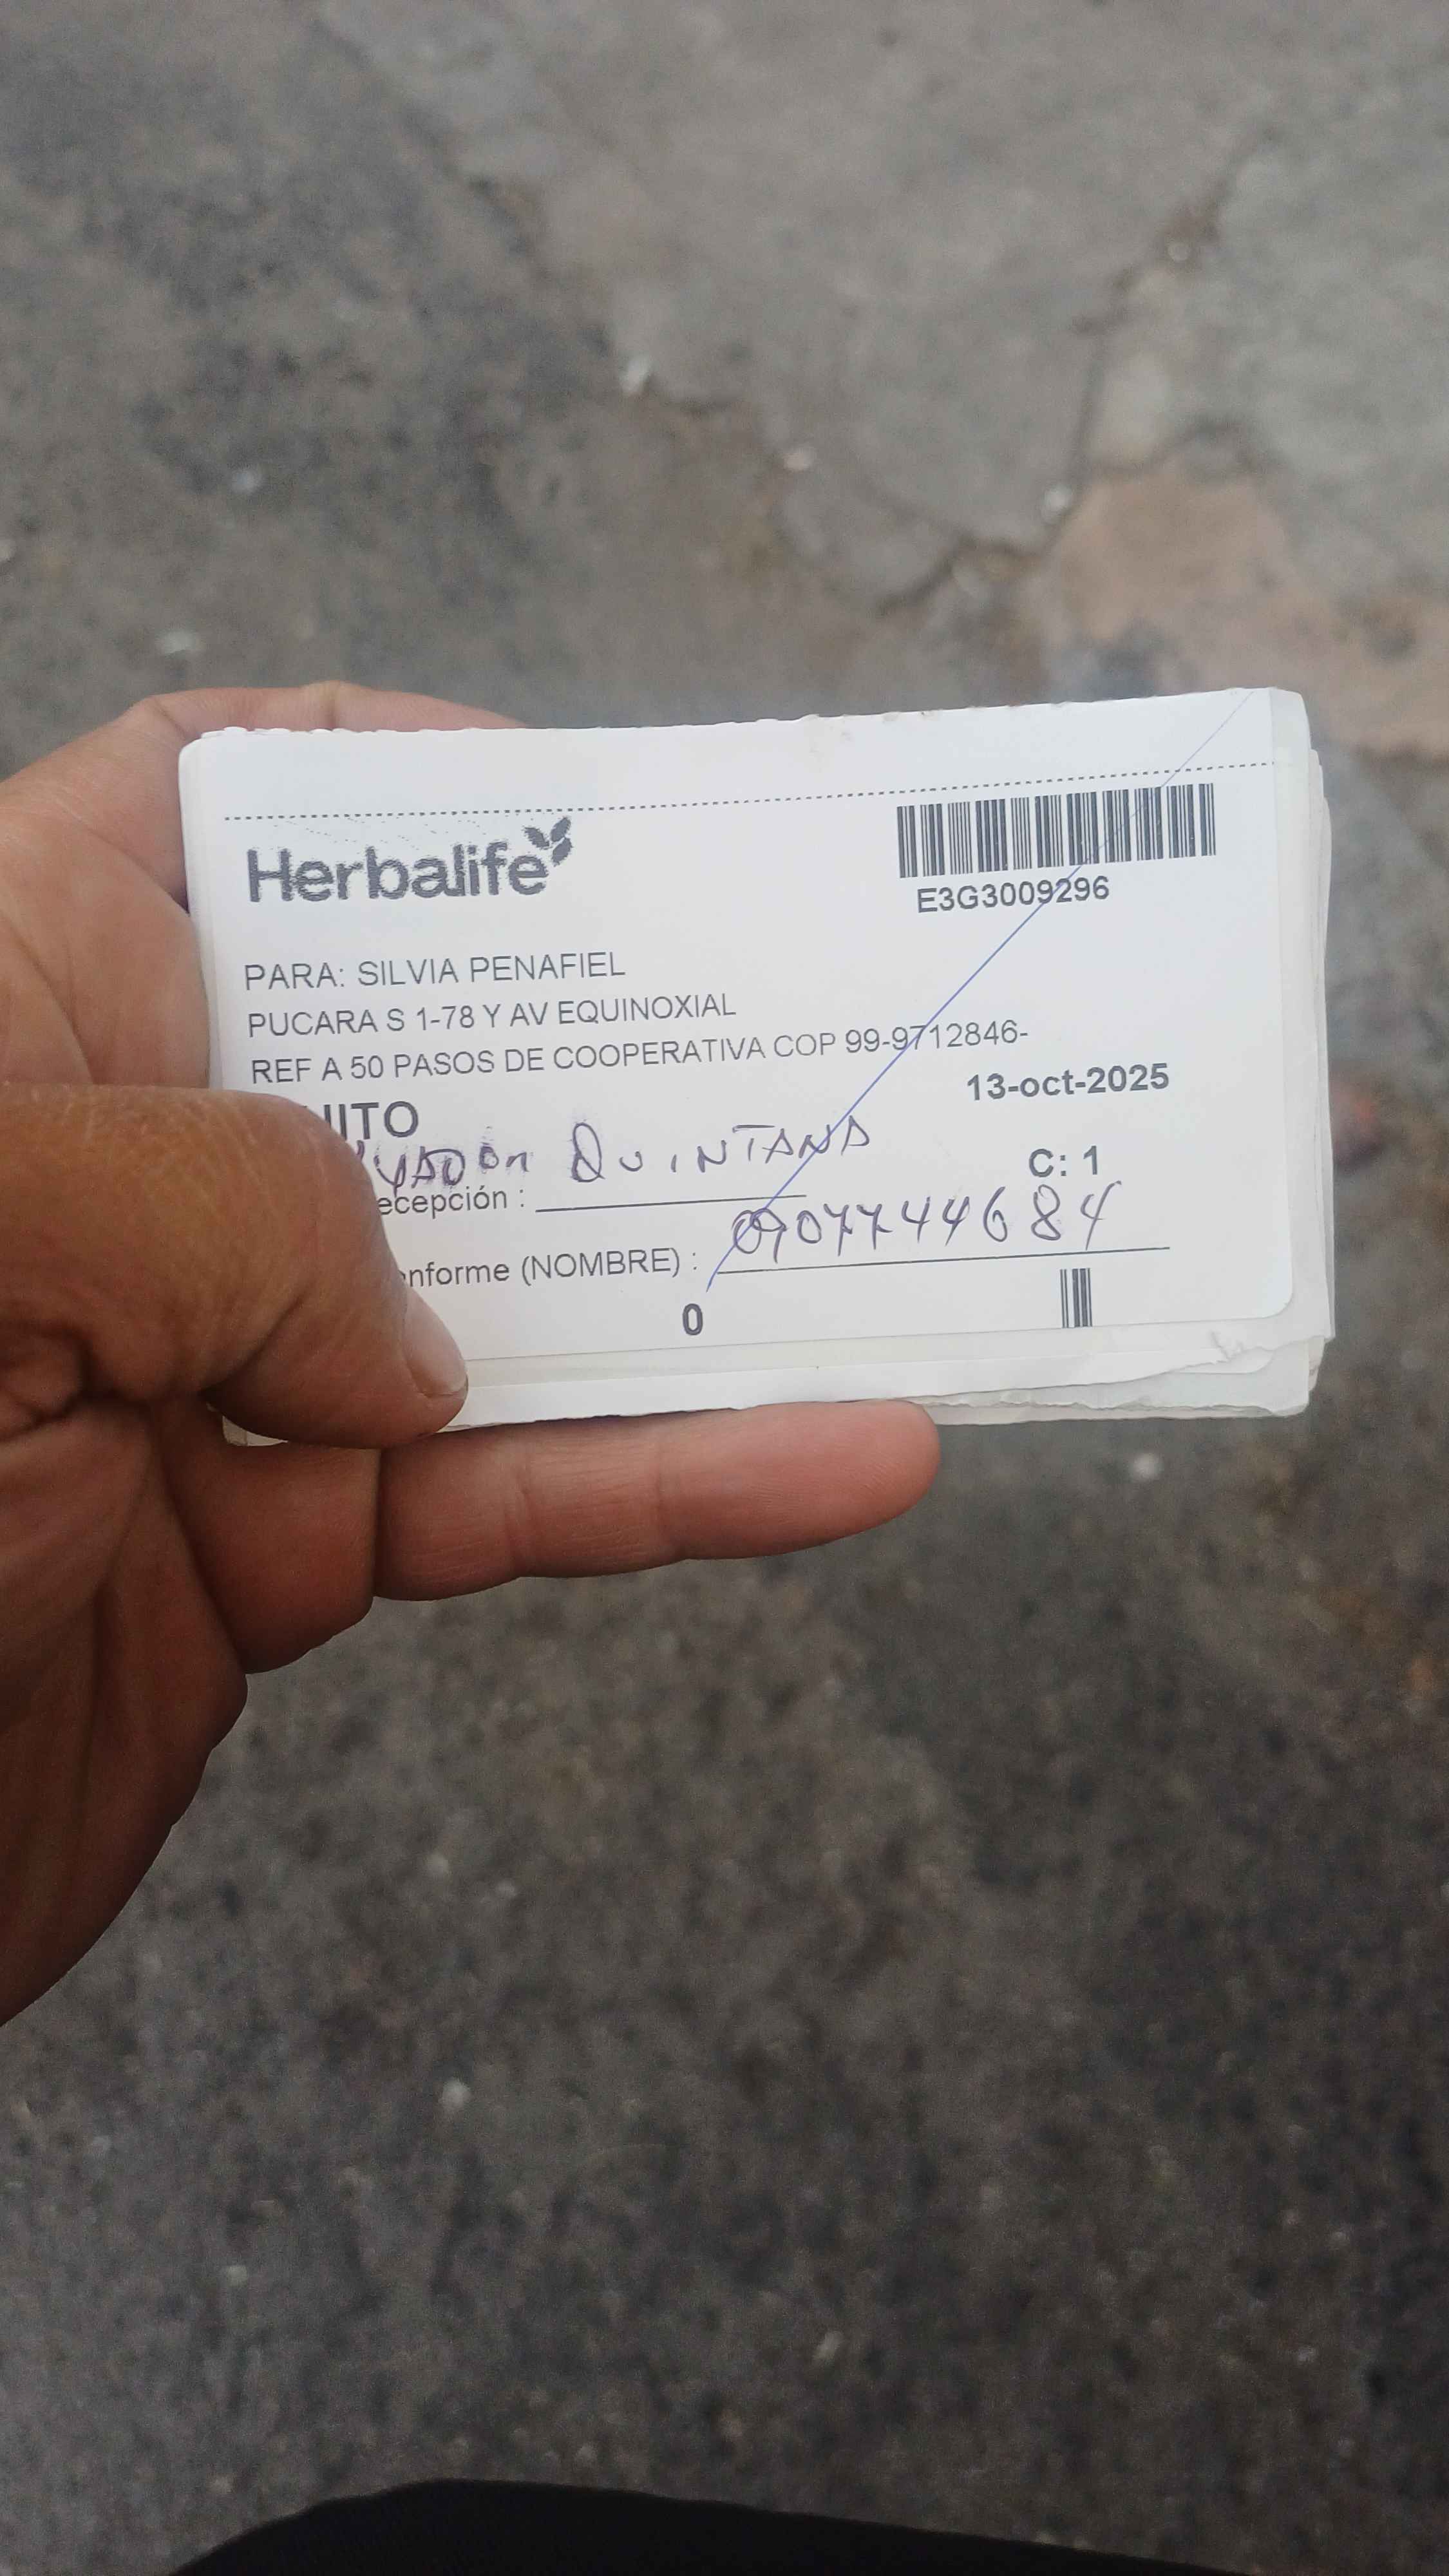 Herbalife
E3G3009296
PARA: SILVIA PENAFIEL
PUCARA S 1-78 Y AV EQUINOXIAL
REF A 50 PASOS DE COOPERATIVA COP 99-9712846-
13-oct-2025
UITO
QUINTANA
C: 1
ecepción :
0907744684
onforme (NOMBRE) :
0